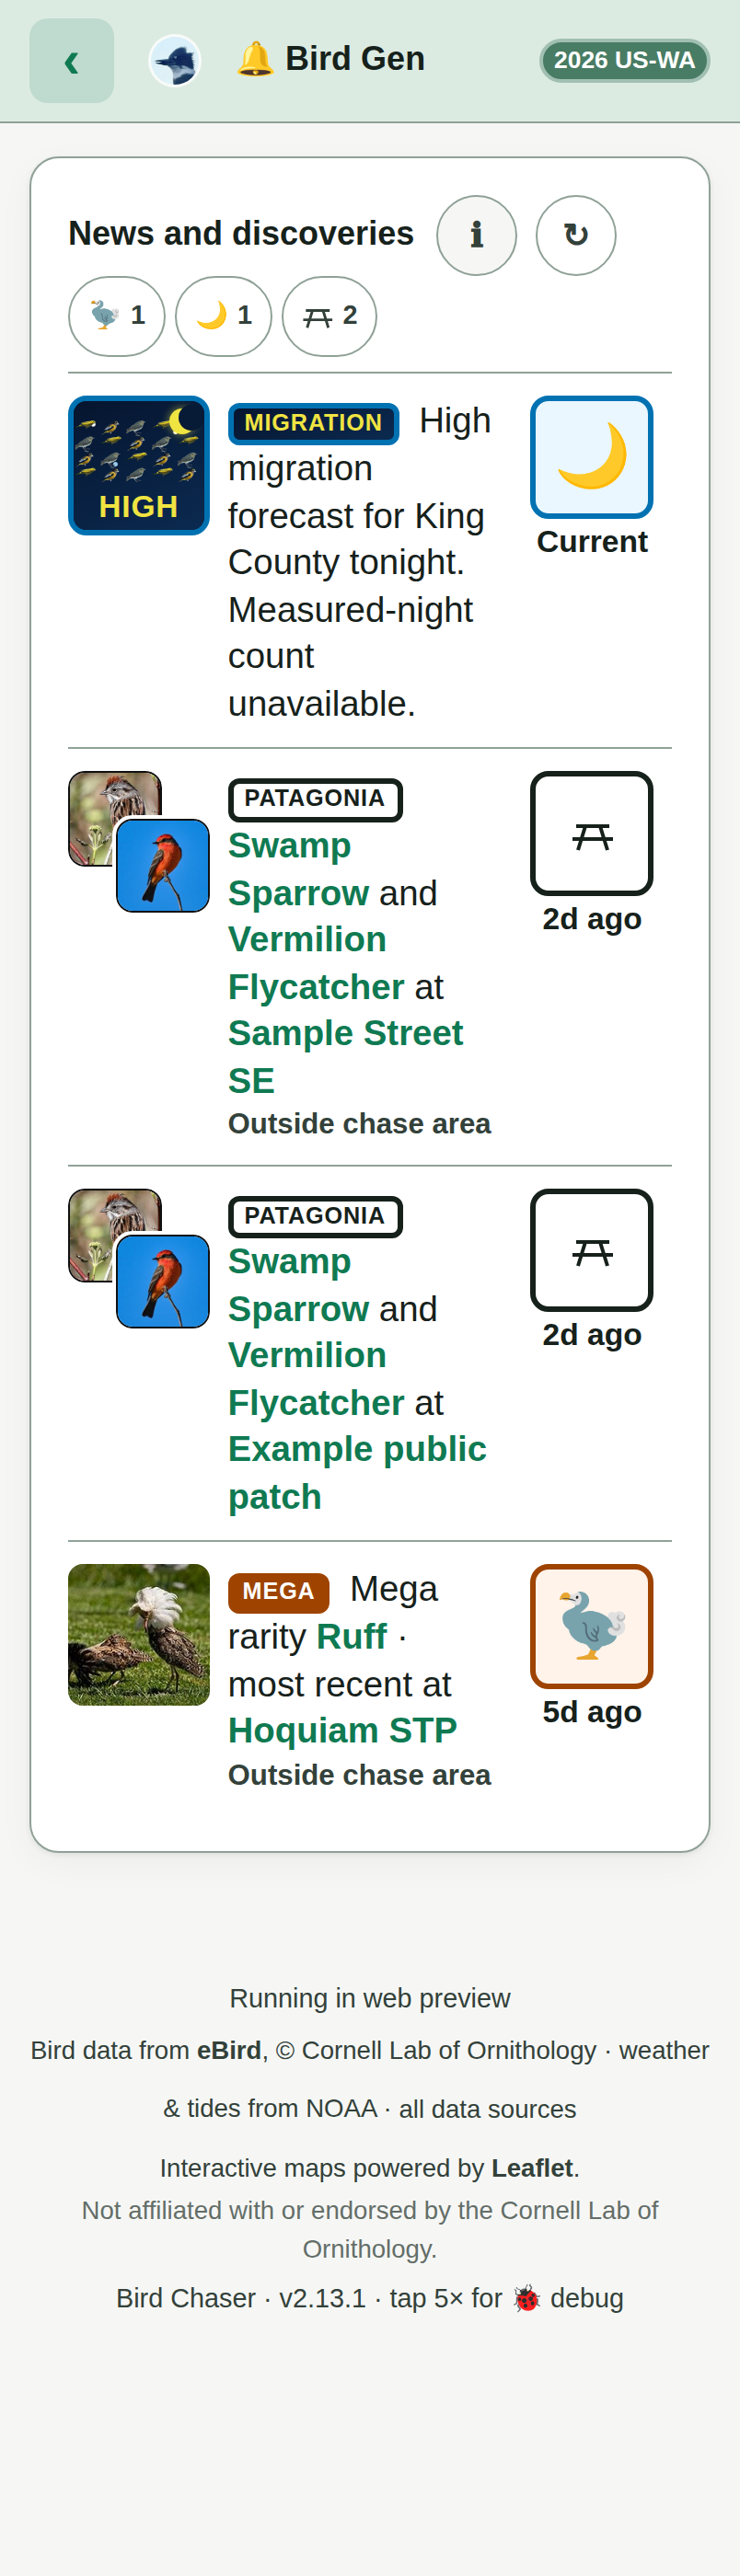 ‹ 🔔 Bird Gen 2026 US-WA
News and discoveries ℹ ↻
🦤 1 🌙 1 2
HIGH
MIGRATION High
migration
forecast for King
County tonight.
Measured-night
count
unavailable.
Current
PATAGONIA
Swamp
Sparrow and
Vermilion
Flycatcher at
Sample Street
SE
Outside chase area
2d ago
PATAGONIA
Swamp
Sparrow and
Vermilion
Flycatcher at
Example public
patch
2d ago
MEGA Mega
rarity Ruff ·
most recent at
Hoquiam STP
Outside chase area
5d ago
Running in web preview
Bird data from eBird, © Cornell Lab of Ornithology · weather
& tides from NOAA · all data sources
Interactive maps powered by Leaflet.
Not affiliated with or endorsed by the Cornell Lab of
Ornithology.
Bird Chaser · v2.13.1 · tap 5× for 🐞 debug